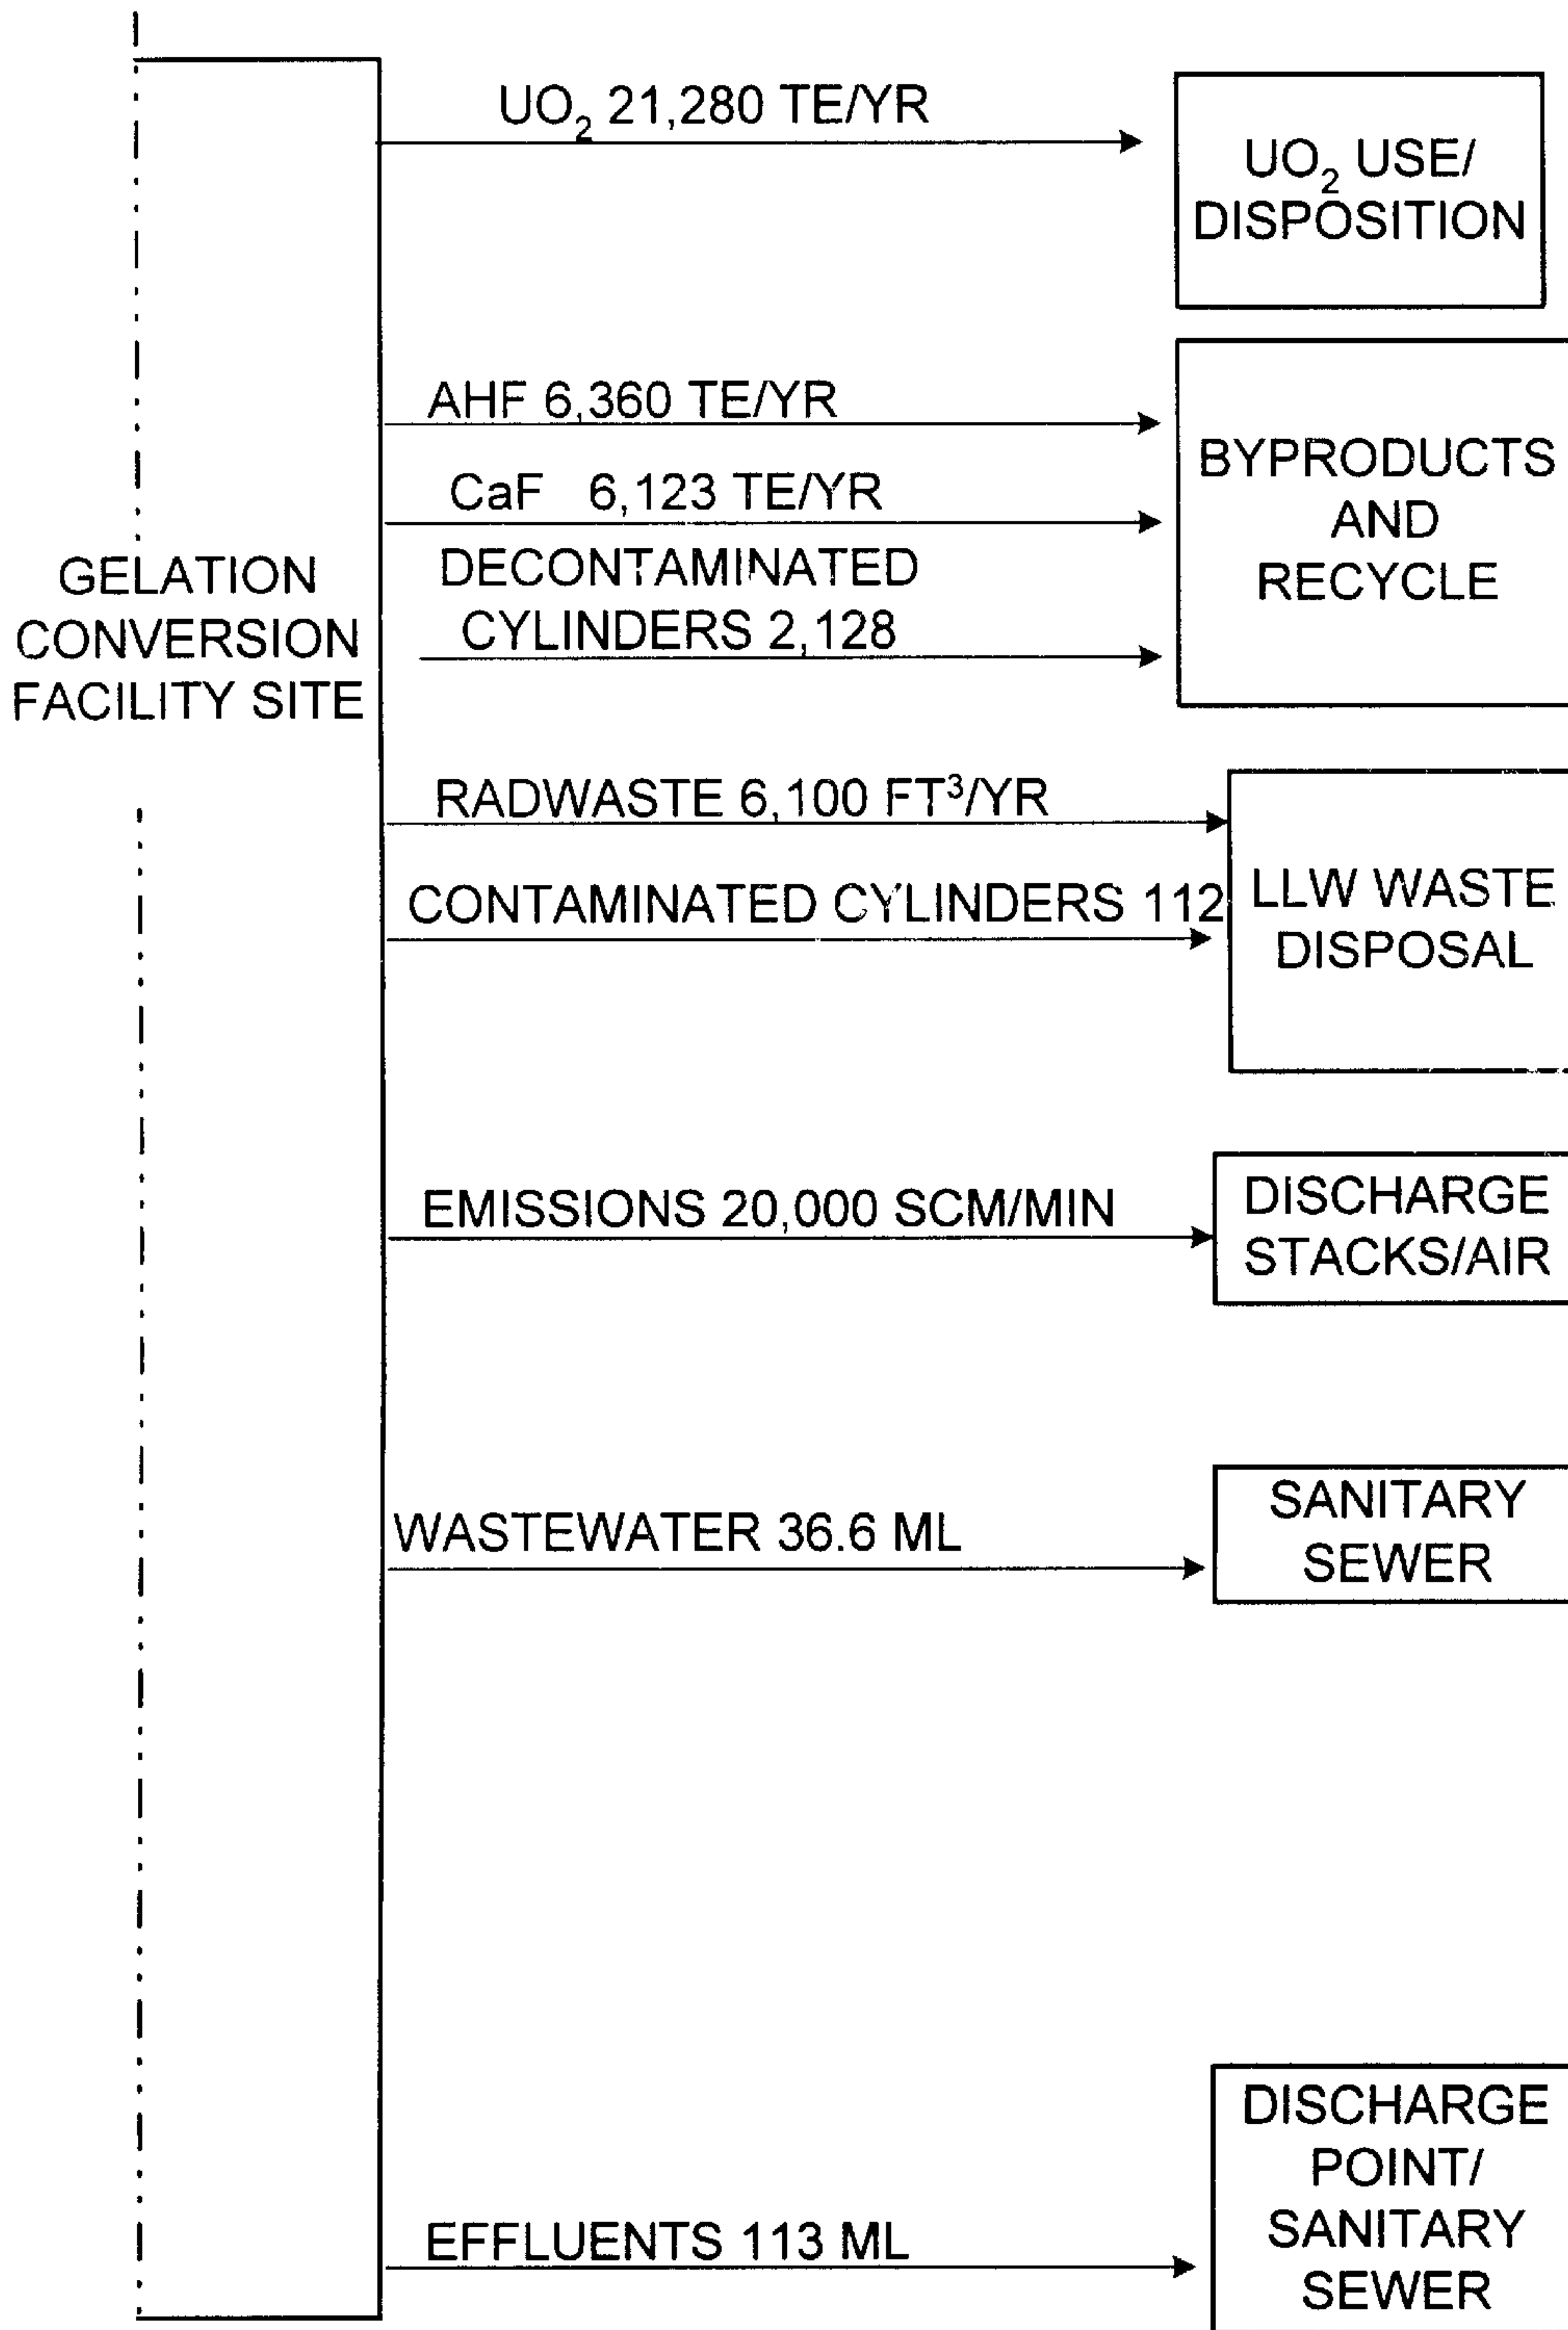 UO₂ 21,280 TE/YR
UO₂ USE/
DISPOSITION
AHF 6,360 TE/YR
CaF 6,123 TE/YR
DECONTAMINATED
CYLINDERS 2,128
BYPRODUCTS
AND
RECYCLE
GELATION
CONVERSION
FACILITY SITE
RADWASTE 6,100 FT³/YR
CONTAMINATED CYLINDERS 112
LLW WASTE
DISPOSAL
EMISSIONS 20,000 SCM/MIN
DISCHARGE
STACKS/AIR
WASTEWATER 36.6 ML
SANITARY
SEWER
EFFLUENTS 113 ML
DISCHARGE
POINT/
SANITARY
SEWER